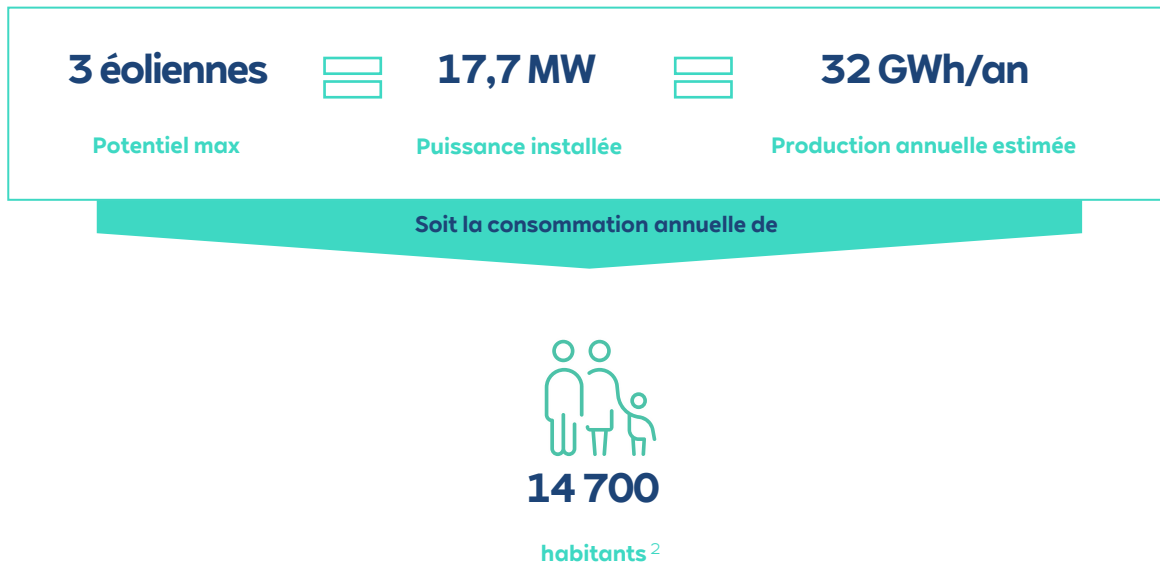 3 éoliennes
17,7 MW
32 GWh/an
Potentiel max
Puissance installée
Production annuelle estimée
Soit la consommation annuelle de
14 700
habitants ²